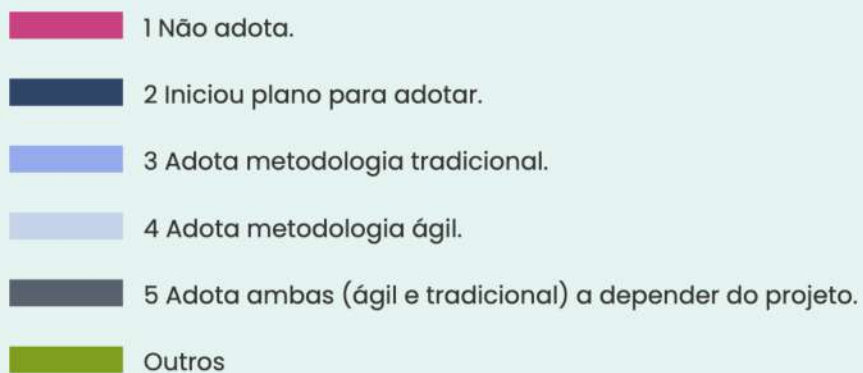 1 Não adota.
2 Iniciou plano para adotar.
3 Adota metodologia tradicional.
4 Adota metodologia ágil.
5 Adota ambas (ágil e tradicional) a depender do projeto.
Outros